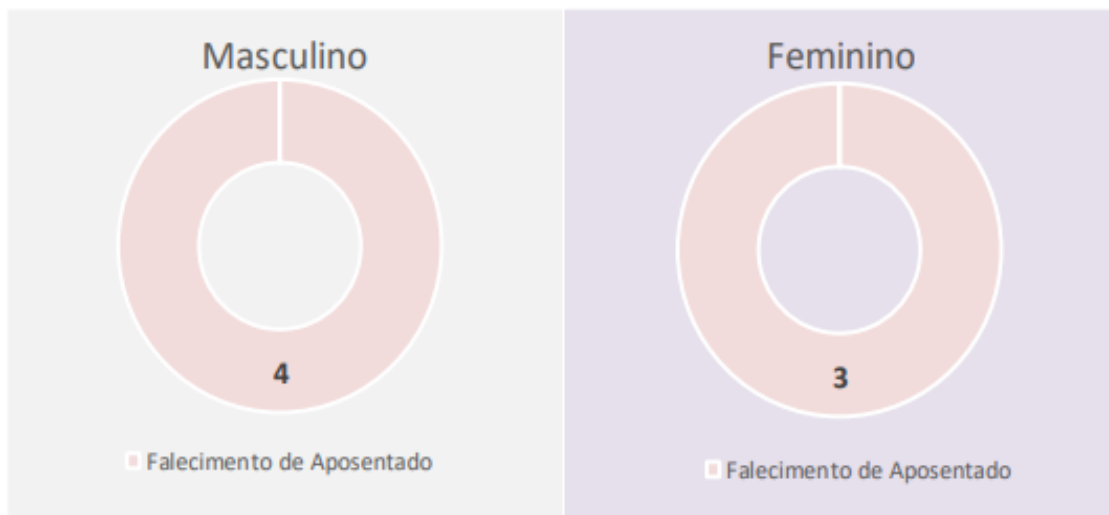 Masculino
4
Falecimento de Aposentado
Feminino
3
Falecimento de Aposentado